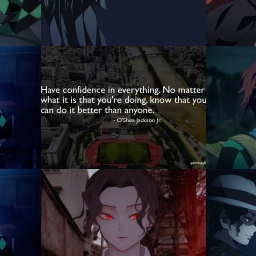 Have confidence in everything. No matter
what it is that you're doing, know that you
can do it better than anyone.
- O'Shea Jackson Jr.